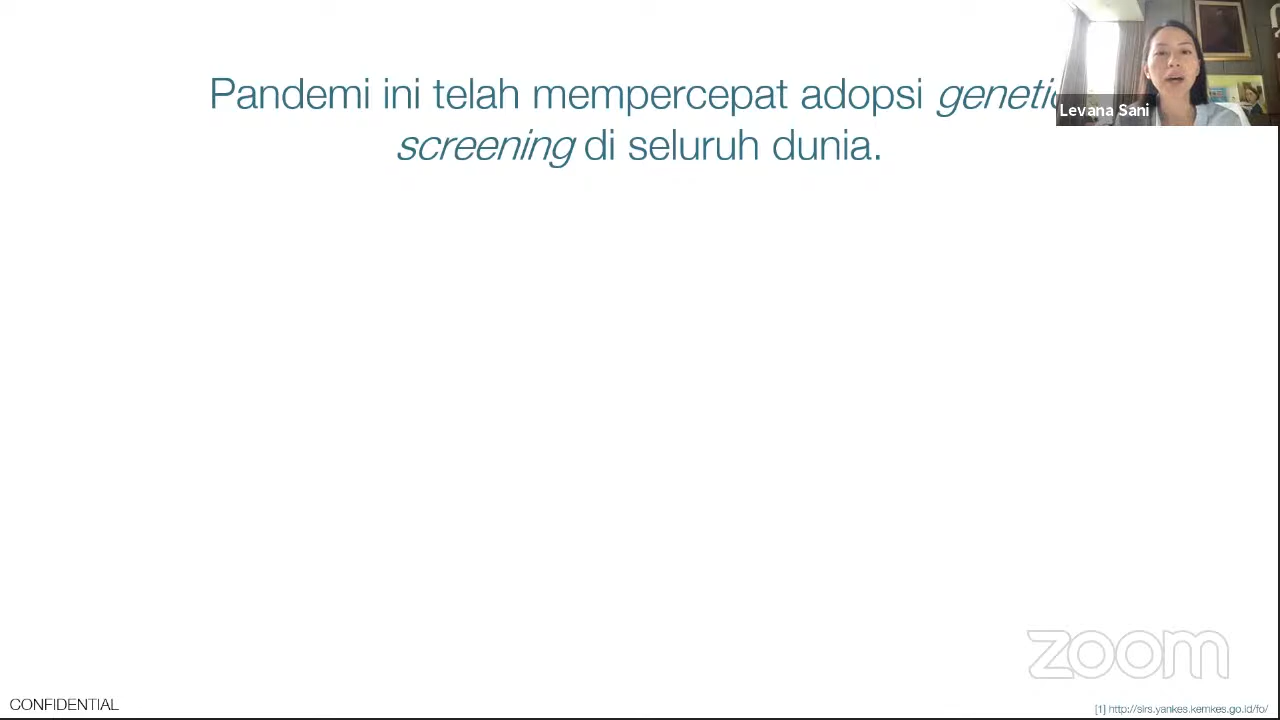 Pandemi ini telah mempercepat adopsi genetic
screening di seluruh dunia.
Levana Sani
zoom
CONFIDENTIAL
[1] http://sirs.yankes.kemkes.go.id/fo/